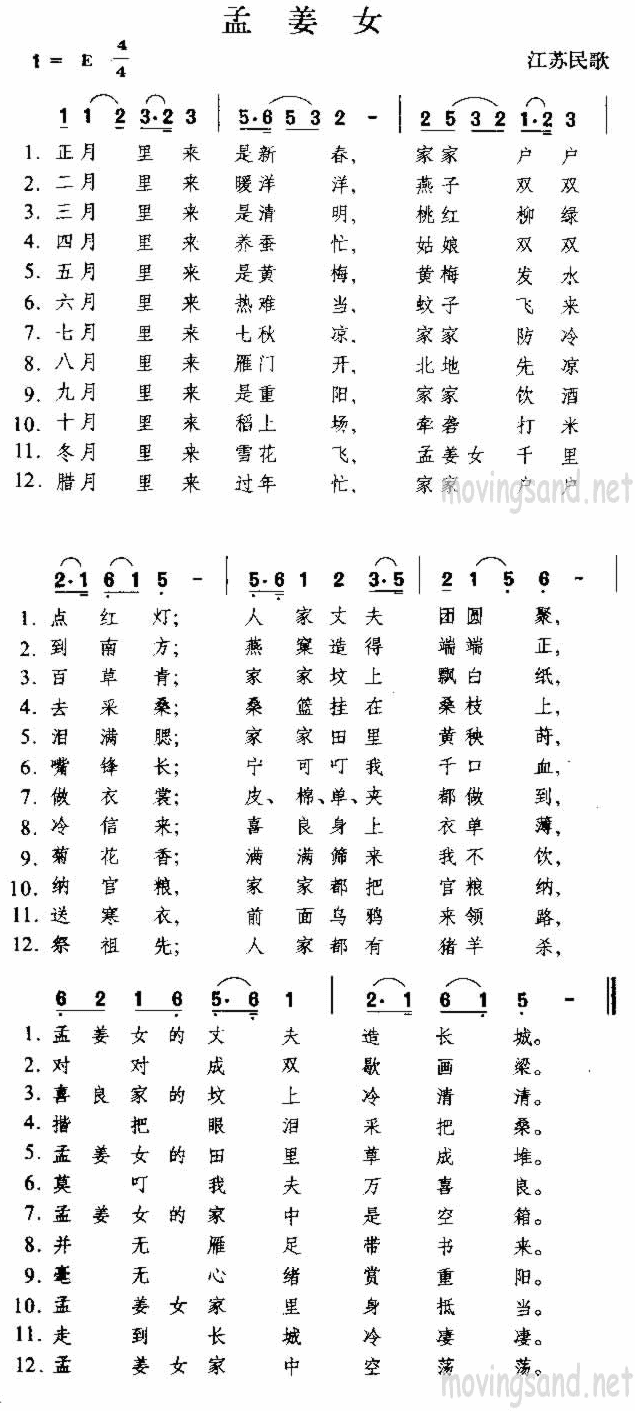 孟姜女
1 = E 4/4 江苏民歌
1 1 2 3·2 3 | 5·6 5 3 2 - | 2 5 3 2 1·2 3
1. 正月里来是新春, 家家户户
2. 二月里来暖洋洋, 燕子双双
3. 三月里来是清明, 桃红柳绿
4. 四月里来养蚕忙, 姑娘双双
5. 五月里来是黄梅, 黄梅发水
6. 六月里来热难当, 蚊子飞来
7. 七月里来七秋凉, 家家防冷
8. 八月里来雁门开, 北地先凉
9. 九月里来是重阳, 家家饮酒
10. 十月里来稻上场, 牵砻打米
11. 冬月里来雪花飞, 孟姜女千里
12. 腊月里来过年忙, 家家户户
movingsand.net
2·1 6 1 5 - | 5·6 1 2 3·5 | 2 1 5 6 - |
1. 点红灯; 人家丈夫团圆聚,
2. 到南方; 燕窠造得端端正,
3. 百草肯; 家家坟上飘白纸,
4. 去采桑; 桑篮挂在桑枝上,
5. 泪满腮; 家家田里黄秧莳,
6. 嘴锋长; 宁可叮我千口血,
7. 做衣裳; 皮、棉、单、夹都做到,
8. 冷信来; 喜良身上衣单薄,
9. 菊花香; 满满筛来我不饮,
10. 纳官粮, 家家都把官粮纳,
11. 送寒衣, 前面乌鸦来领路,
12. 祭祖先; 人家都有猪羊杀,
6 2 1 6 5·6 1 | 2·1 6 1 5 - ‖
1. 孟姜女的丈夫造长城。
2. 对对成双歇画梁。
3. 喜良家的坟上冷清清。
4. 揩把眼泪采把桑。
5. 孟姜女的田里草成堆。
6. 莫叮我夫万喜良。
7. 孟姜女的家中是空箱。
8. 并无雁足带书来。
9. 毫无心绪赏重阳。
10. 孟姜女家里身抵当。
11. 走到长城冷凄凄。
12. 孟姜女家中空荡荡。
movingsand.net